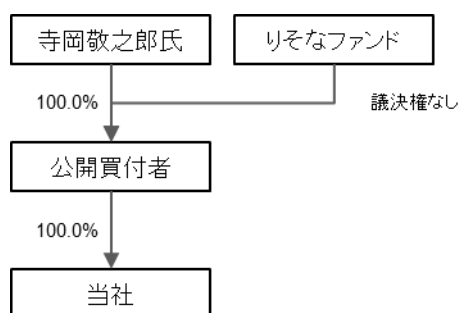 寺岡敬之郎氏
りそなファンド
100.0%
議決権なし
公開買付者
100.0%
当社